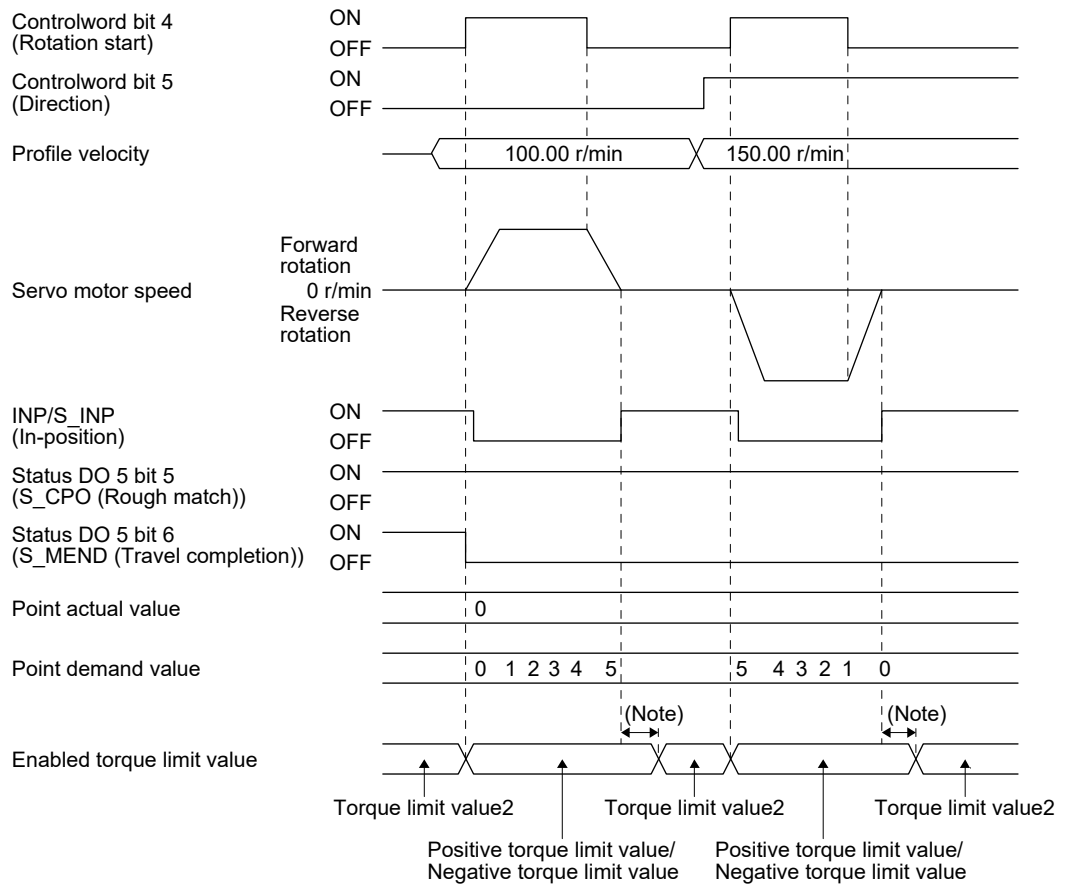 Controlword bit 4
(Rotation start)
ON
OFF
Controlword bit 5
(Direction)
ON
OFF
Profile velocity
100.00 r/min
150.00 r/min
Servo motor speed
Forward
rotation
0 r/min
Reverse
rotation
INP/S_INP
(In-position)
ON
OFF
Status DO 5 bit 5
(S_CPO (Rough match))
ON
OFF
Status DO 5 bit 6
(S_MEND (Travel completion))
ON
OFF
Point actual value
0
Point demand value
0 1 2 3 4 5
5 4 3 2 1 0
(Note)
(Note)
Enabled torque limit value
Torque limit value2
Torque limit value2
Torque limit value2
Positive torque limit value/
Negative torque limit value
Positive torque limit value/
Negative torque limit value